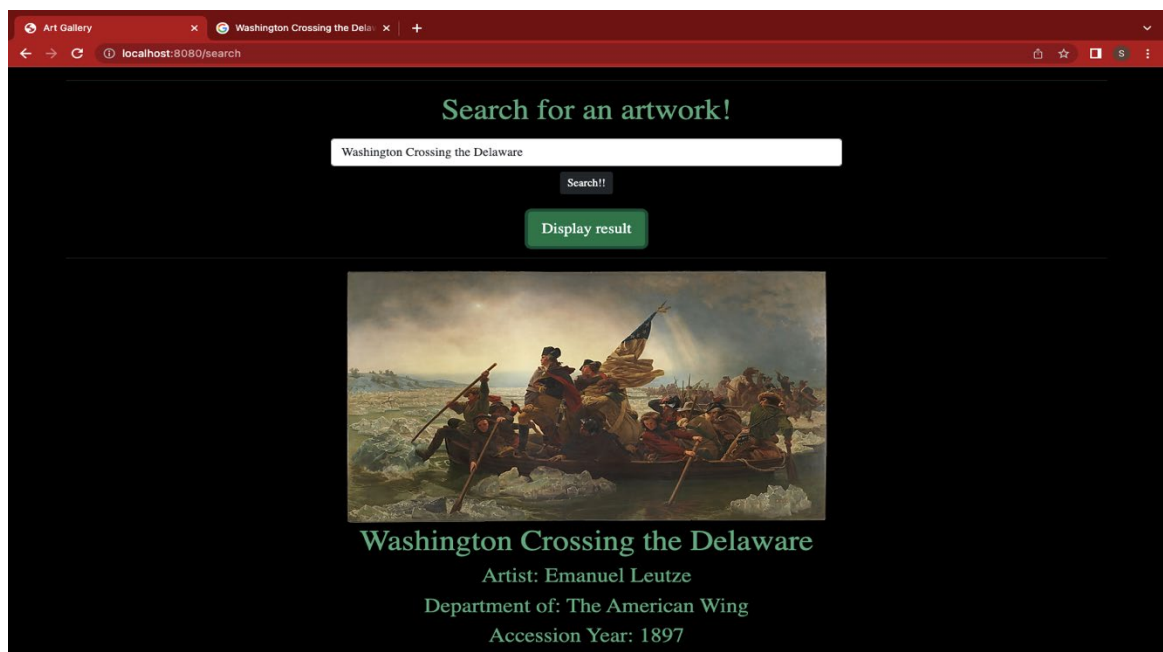 Art Gallery
Washington Crossing the Dela
localhost:8080/search
S
Search for an artwork!
Washington Crossing the Delaware
Search!!
Display result
Washington Crossing the Delaware
Artist: Emanuel Leutze
Department of: The American Wing
Accession Year: 1897